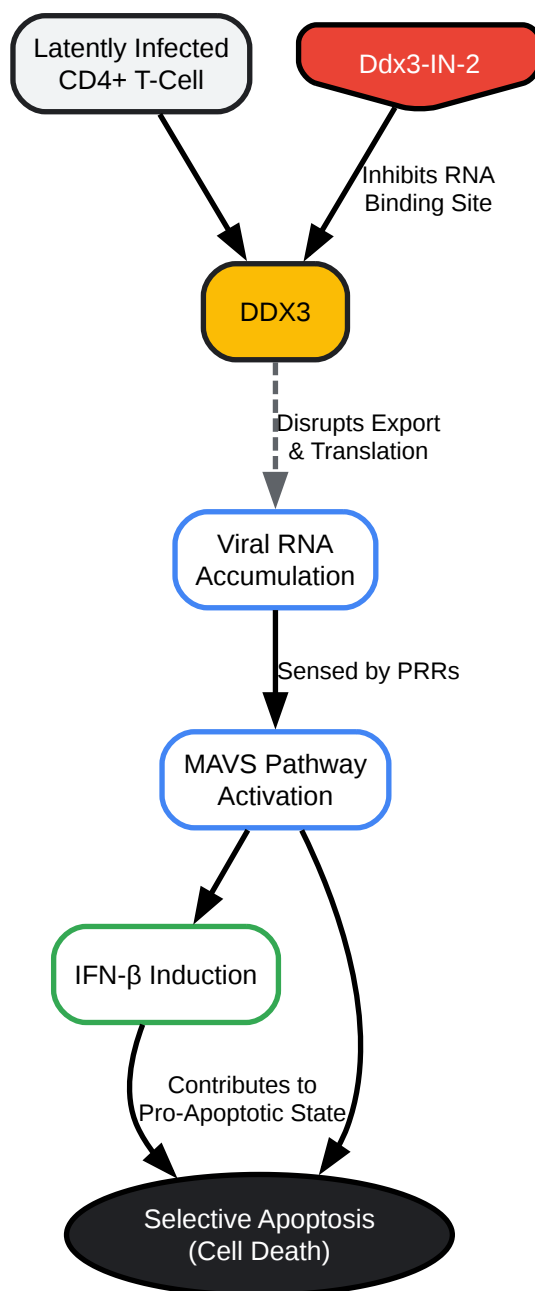 Latently Infected
CD4+ T-Cell
Ddx3-IN-2
Inhibits RNA
Binding Site
DDX3
Disrupts Export
& Translation
Viral RNA
Accumulation
Sensed by PRRs
MAVS Pathway
Activation
IFN-β Induction
Contributes to
Pro-Apoptotic State
Selective Apoptosis
(Cell Death)